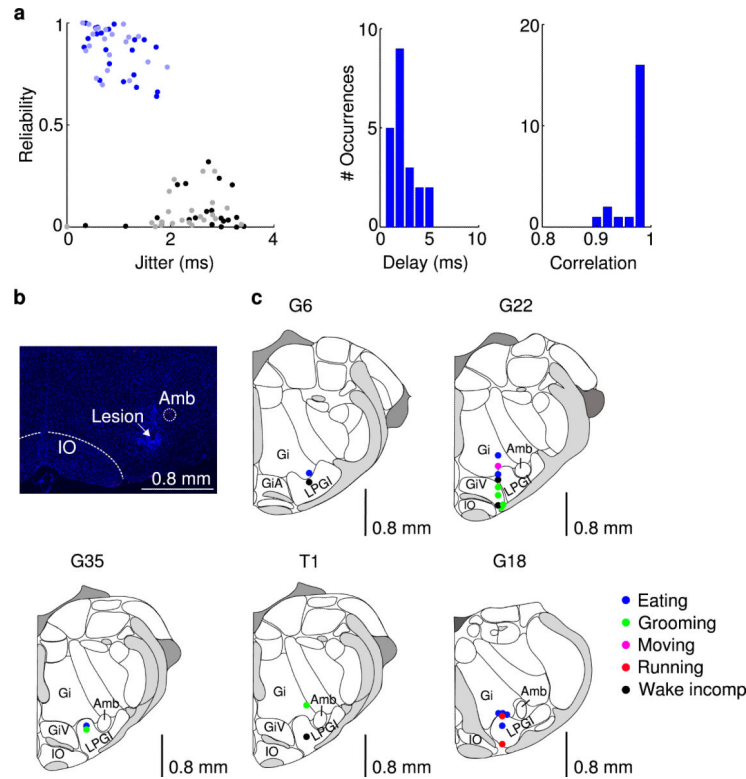 a
1
0.5
0
0
2
4
Reliability
Jitter (ms)
10
5
0
0
5
10
# Occurrences
Delay (ms)
20
10
0
0.8
0.9
1
Correlation
b
Amb
Lesion
IO
0.8 mm
c
G6
Gi
GiA
LPGI
0.8 mm
G22
Gi
Amb
GiV
LPGI
IO
0.8 mm
G35
Gi
Amb
GiV
LPGI
IO
0.8 mm
T1
Gi
Amb
GiV
LPGI
IO
0.8 mm
G18
Gi
Amb
LPGI
IO
0.8 mm
Eating
Grooming
Moving
Running
Wake incomp